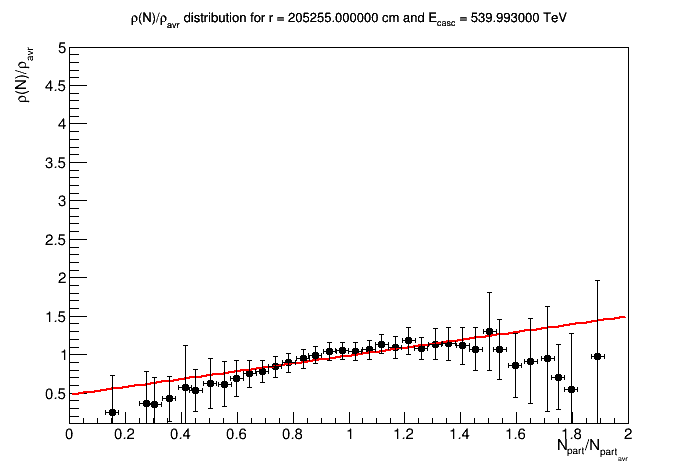 ρ(N)/ρavr distribution for r = 205255.000000 cm and Ecasc = 539.993000 TeV
ρ(N)/ρavr
5
4.5
4
3.5
3
2.5
2
1.5
1
0.5
0 0.2 0.4 0.6 0.8 1 1.2 1.4 1.6 1.8 2
Npart/Npartavr